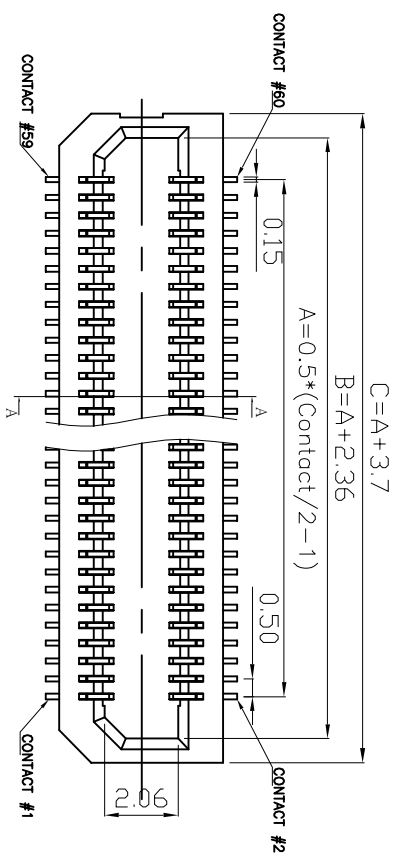 C=A+3.7
B=A+2.36
A=0.5*(Contact/2-1)
0.15
0.50
CONTACT #60
CONTACT #2
A
A
CONTACT #59
CONTACT #1
2.06